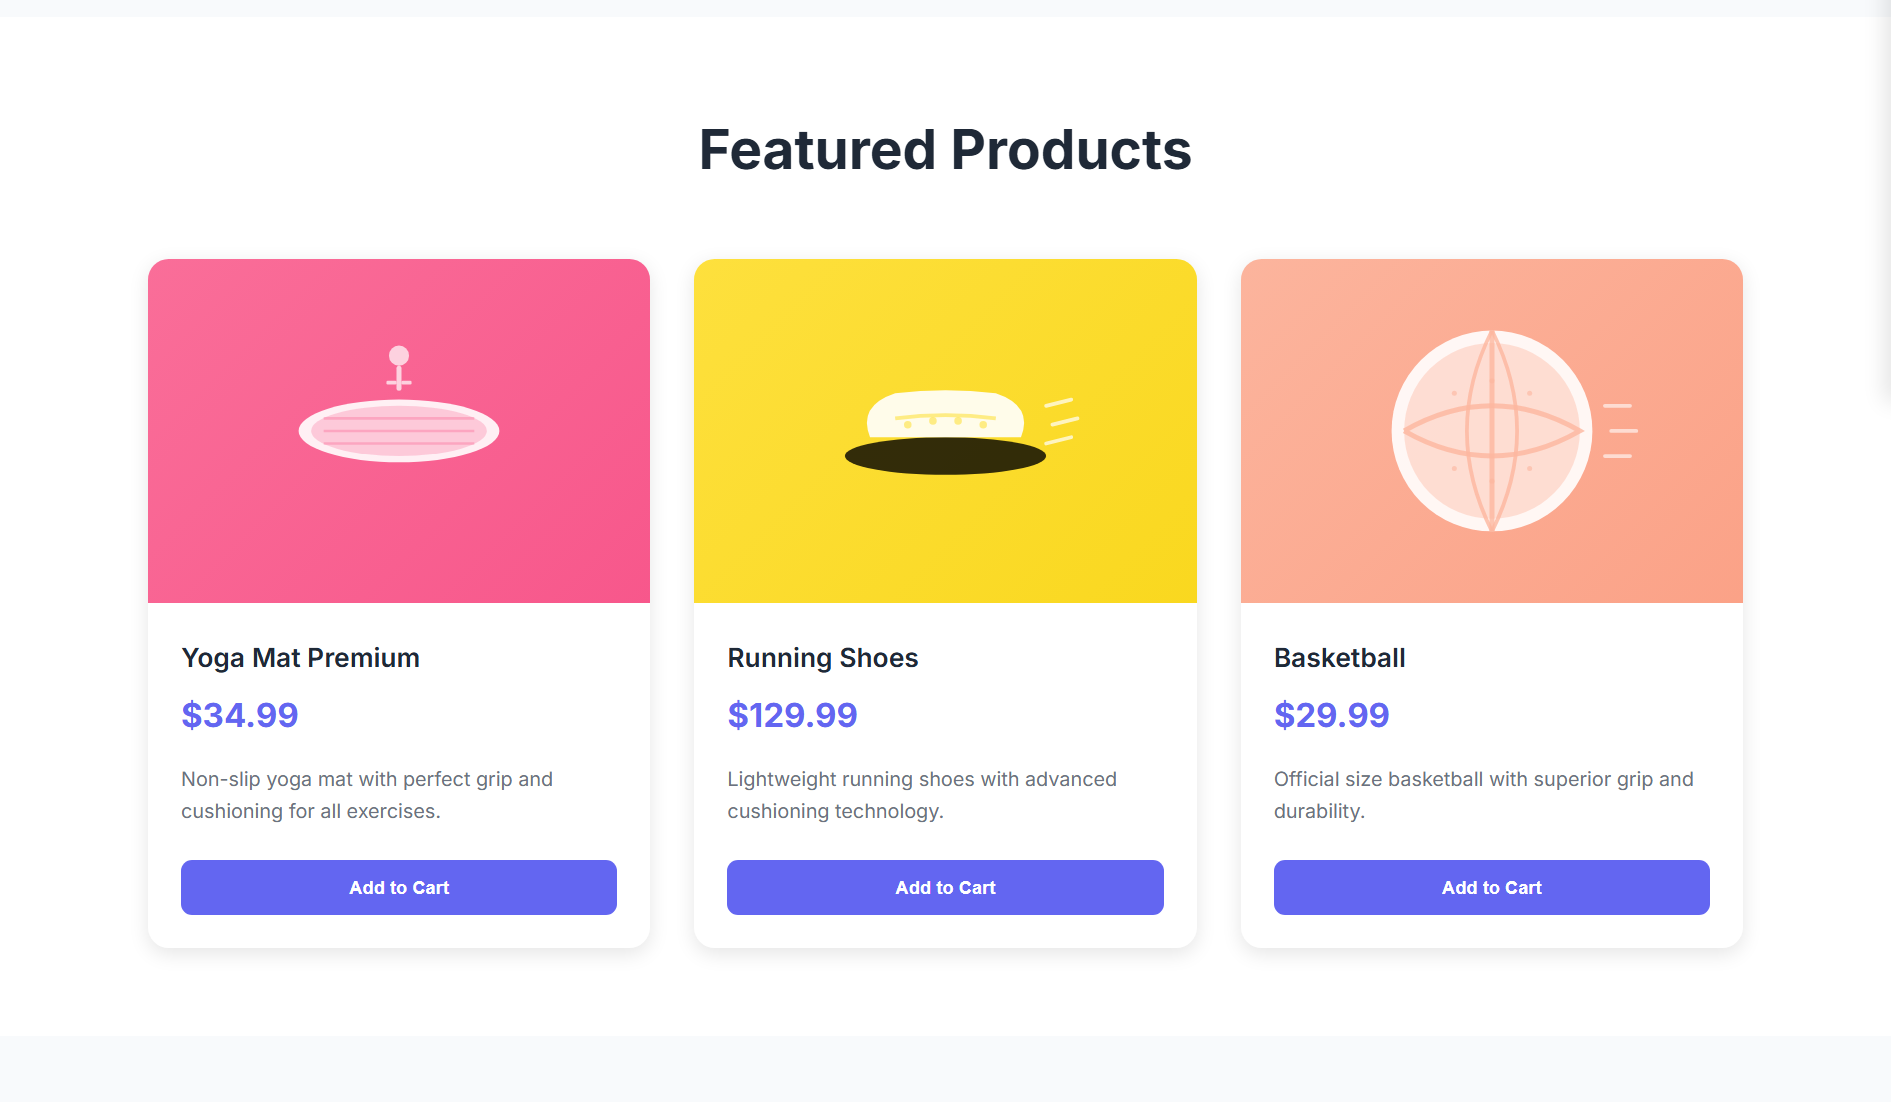 Featured Products
Yoga Mat Premium
$34.99
Non-slip yoga mat with perfect grip and
cushioning for all exercises.
Add to Cart
Running Shoes
$129.99
Lightweight running shoes with advanced
cushioning technology.
Add to Cart
Basketball
$29.99
Official size basketball with superior grip and
durability.
Add to Cart